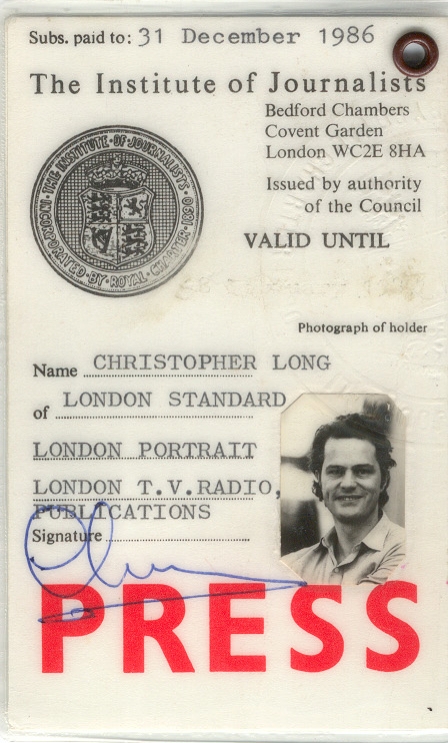 Subs. paid to: 31 December 1986
The Institute of Journalists
Bedford Chambers
Covent Garden
London WC2E 8HA
Issued by authority
of the Council
THE INSTITUTE OF JOURNALISTS
INCORPORATED BY ROYAL CHARTER 1890
VALID UNTIL
Photograph of holder
Name CHRISTOPHER LONG
of LONDON STANDARD
LONDON PORTRAIT
LONDON T.V.RADIO,
PUBLICATIONS
Signature
PRESS